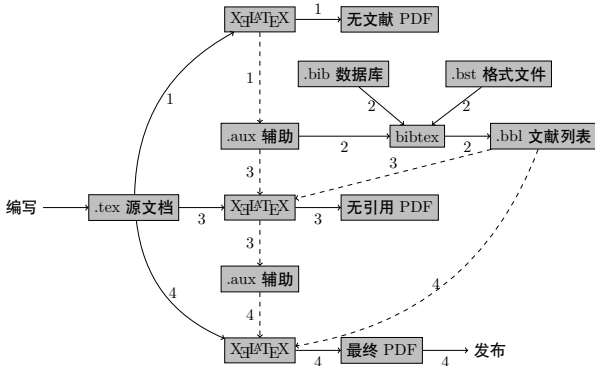 XƎLATEX
1
无文献 PDF
1
1
.bib 数据库
.bst 格式文件
2
2
.aux 辅助
2
bibtex
2
.bbl 文献列表
3
3
编写
.tex 源文档
3
XƎLATEX
3
无引用 PDF
3
.aux 辅助
4
4
4
XƎLATEX
4
最终 PDF
4
发布